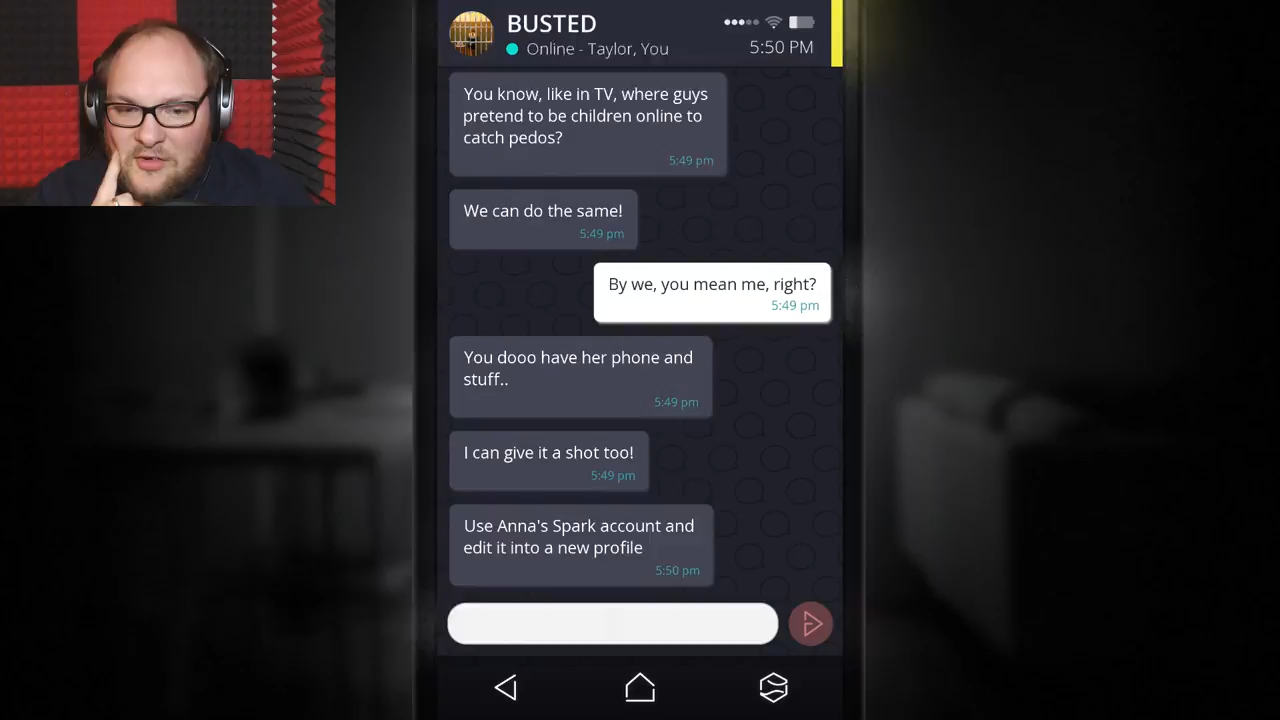 BUSTED
Online - Taylor, You
5:50 PM
You know, like in TV, where guys
pretend to be children online to
catch pedos?
5:49 pm
We can do the same!
5:49 pm
By we, you mean me, right?
5:49 pm
You dooo have her phone and
stuff..
5:49 pm
I can give it a shot too!
5:49 pm
Use Anna's Spark account and
edit it into a new profile
5:50 pm